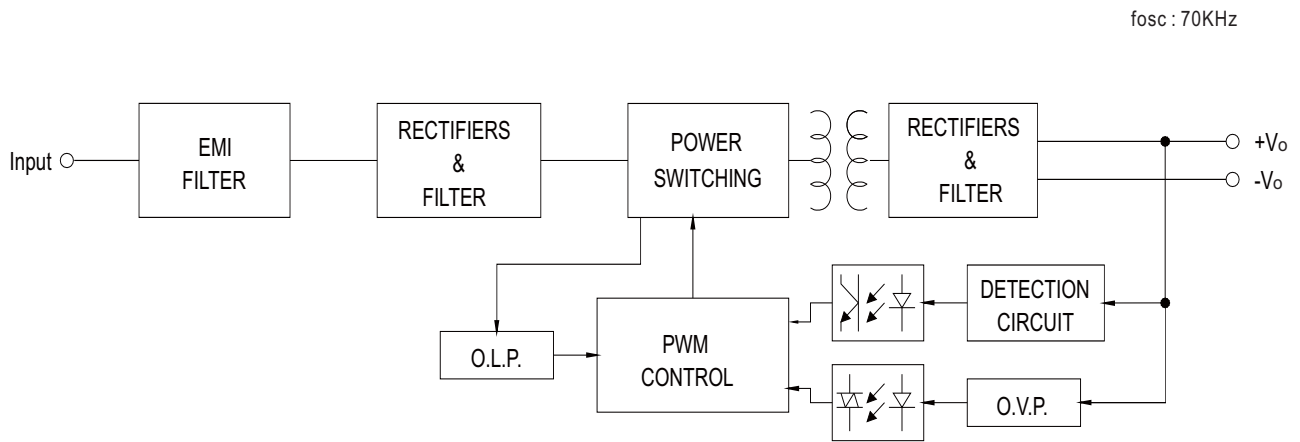 fosc : 70KHz
Input
EMI
FILTER
RECTIFIERS
&
FILTER
POWER
SWITCHING
RECTIFIERS
&
FILTER
+Vo
-Vo
O.L.P.
PWM
CONTROL
DETECTION
CIRCUIT
O.V.P.